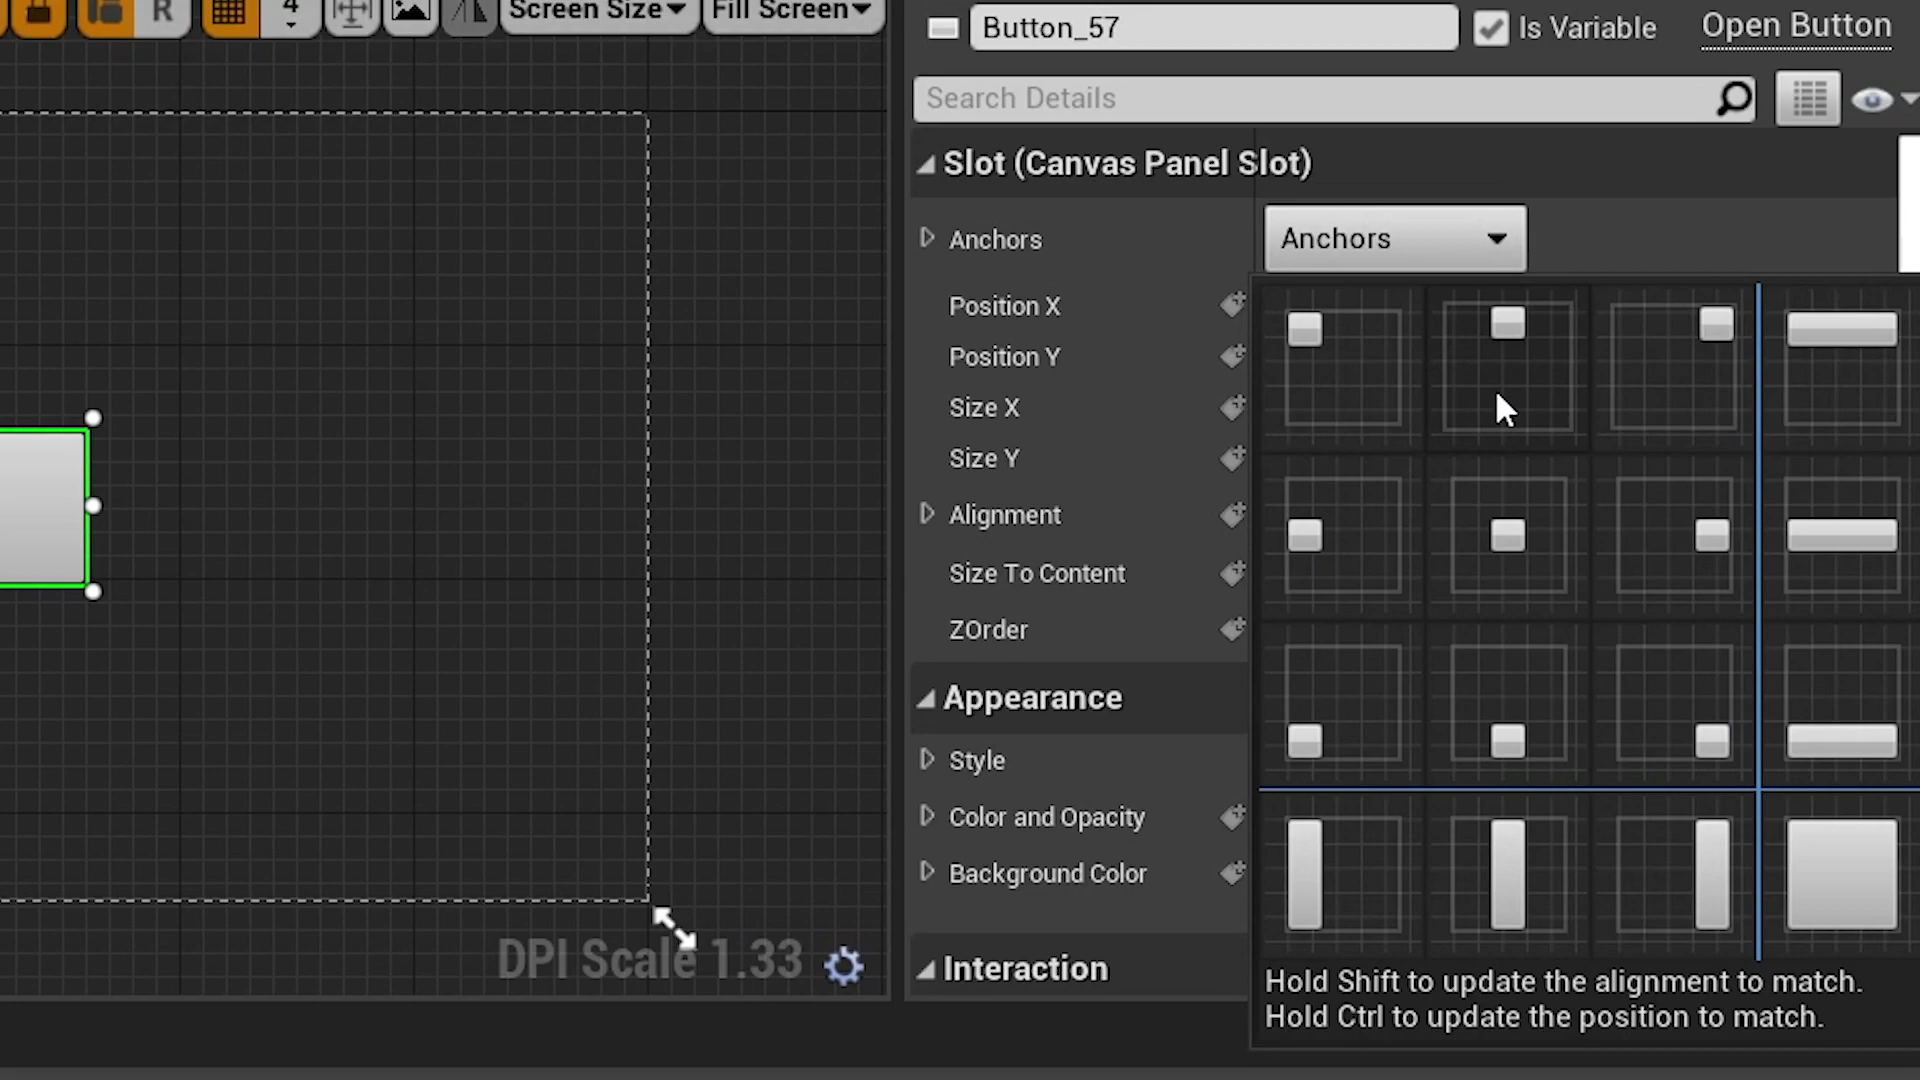 R
4
Screen Size
Fill Screen
Button_57
Is Variable
Open Button
Search Details
Slot (Canvas Panel Slot)
Anchors
Anchors
Position X
Position Y
Size X
Size Y
Alignment
Size To Content
ZOrder
Appearance
Style
Color and Opacity
Background Color
Interaction
DPI Scale 1.33
Hold Shift to update the alignment to match.
Hold Ctrl to update the position to match.